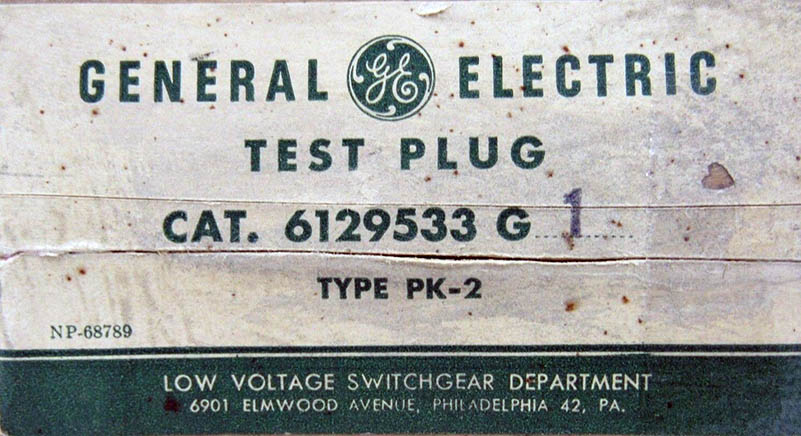 GENERAL GE ELECTRIC
TEST PLUG
CAT. 6129533 G 1
TYPE PK-2
NP-68789
LOW VOLTAGE SWITCHGEAR DEPARTMENT
6901 ELMWOOD AVENUE, PHILADELPHIA 42, PA.